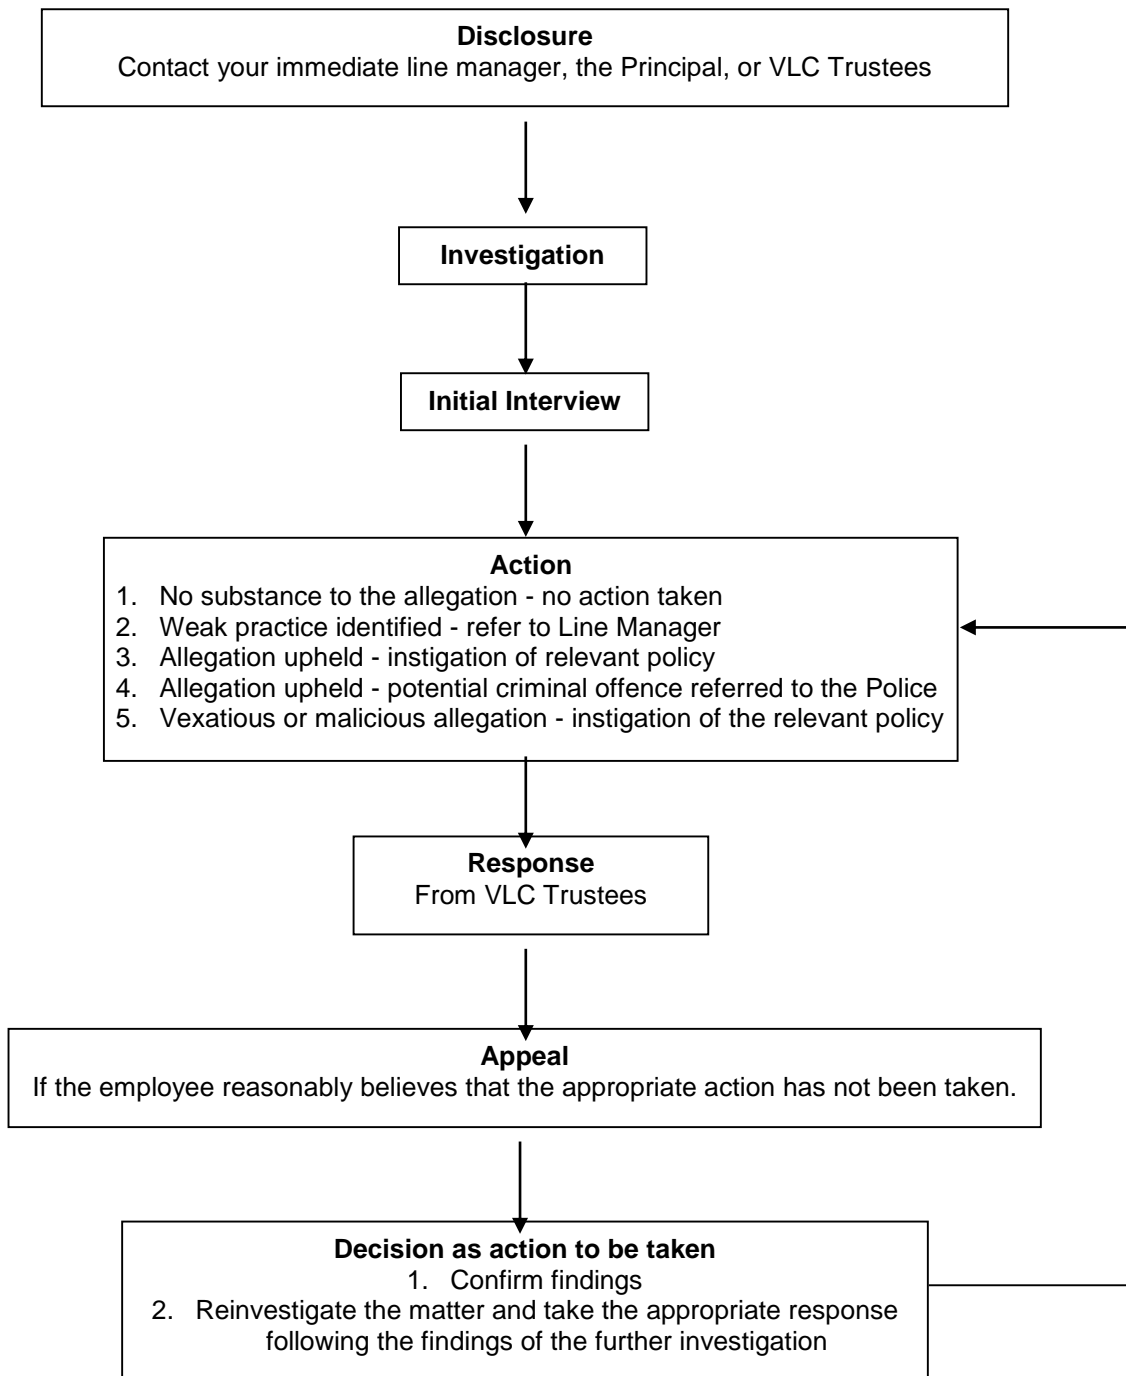 Disclosure
Contact your immediate line manager, the Principal, or VLC Trustees
Investigation
Initial Interview
Action
1. No substance to the allegation - no action taken
2. Weak practice identified - refer to Line Manager
3. Allegation upheld - instigation of relevant policy
4. Allegation upheld - potential criminal offence referred to the Police
5. Vexatious or malicious allegation - instigation of the relevant policy
Response
From VLC Trustees
Appeal
If the employee reasonably believes that the appropriate action has not been taken.
Decision as action to be taken
1. Confirm findings
2. Reinvestigate the matter and take the appropriate response
following the findings of the further investigation